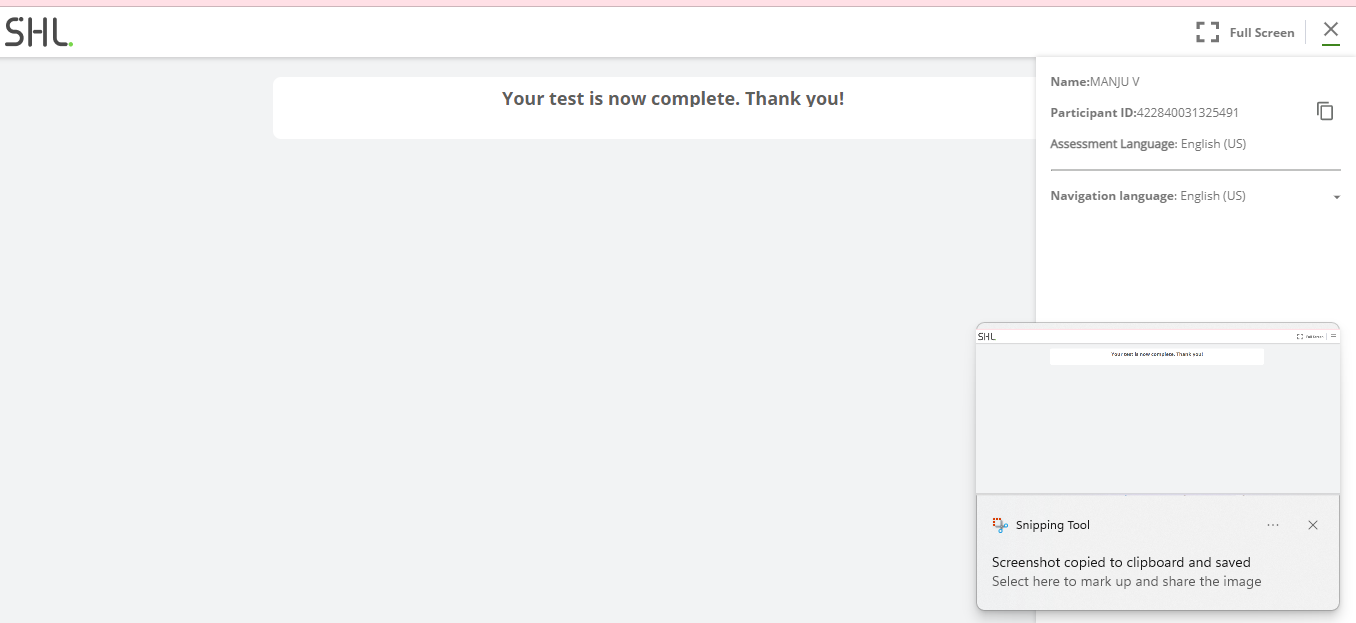 SHL.
Full Screen
Your test is now complete. Thank you!
Name:MANJU V
Participant ID:422840031325491
Assessment Language: English (US)
Navigation language: English (US)
SHL
Full Screen
Your test is now complete. Thank you!
Snipping Tool
Screenshot copied to clipboard and saved
Select here to mark up and share the image